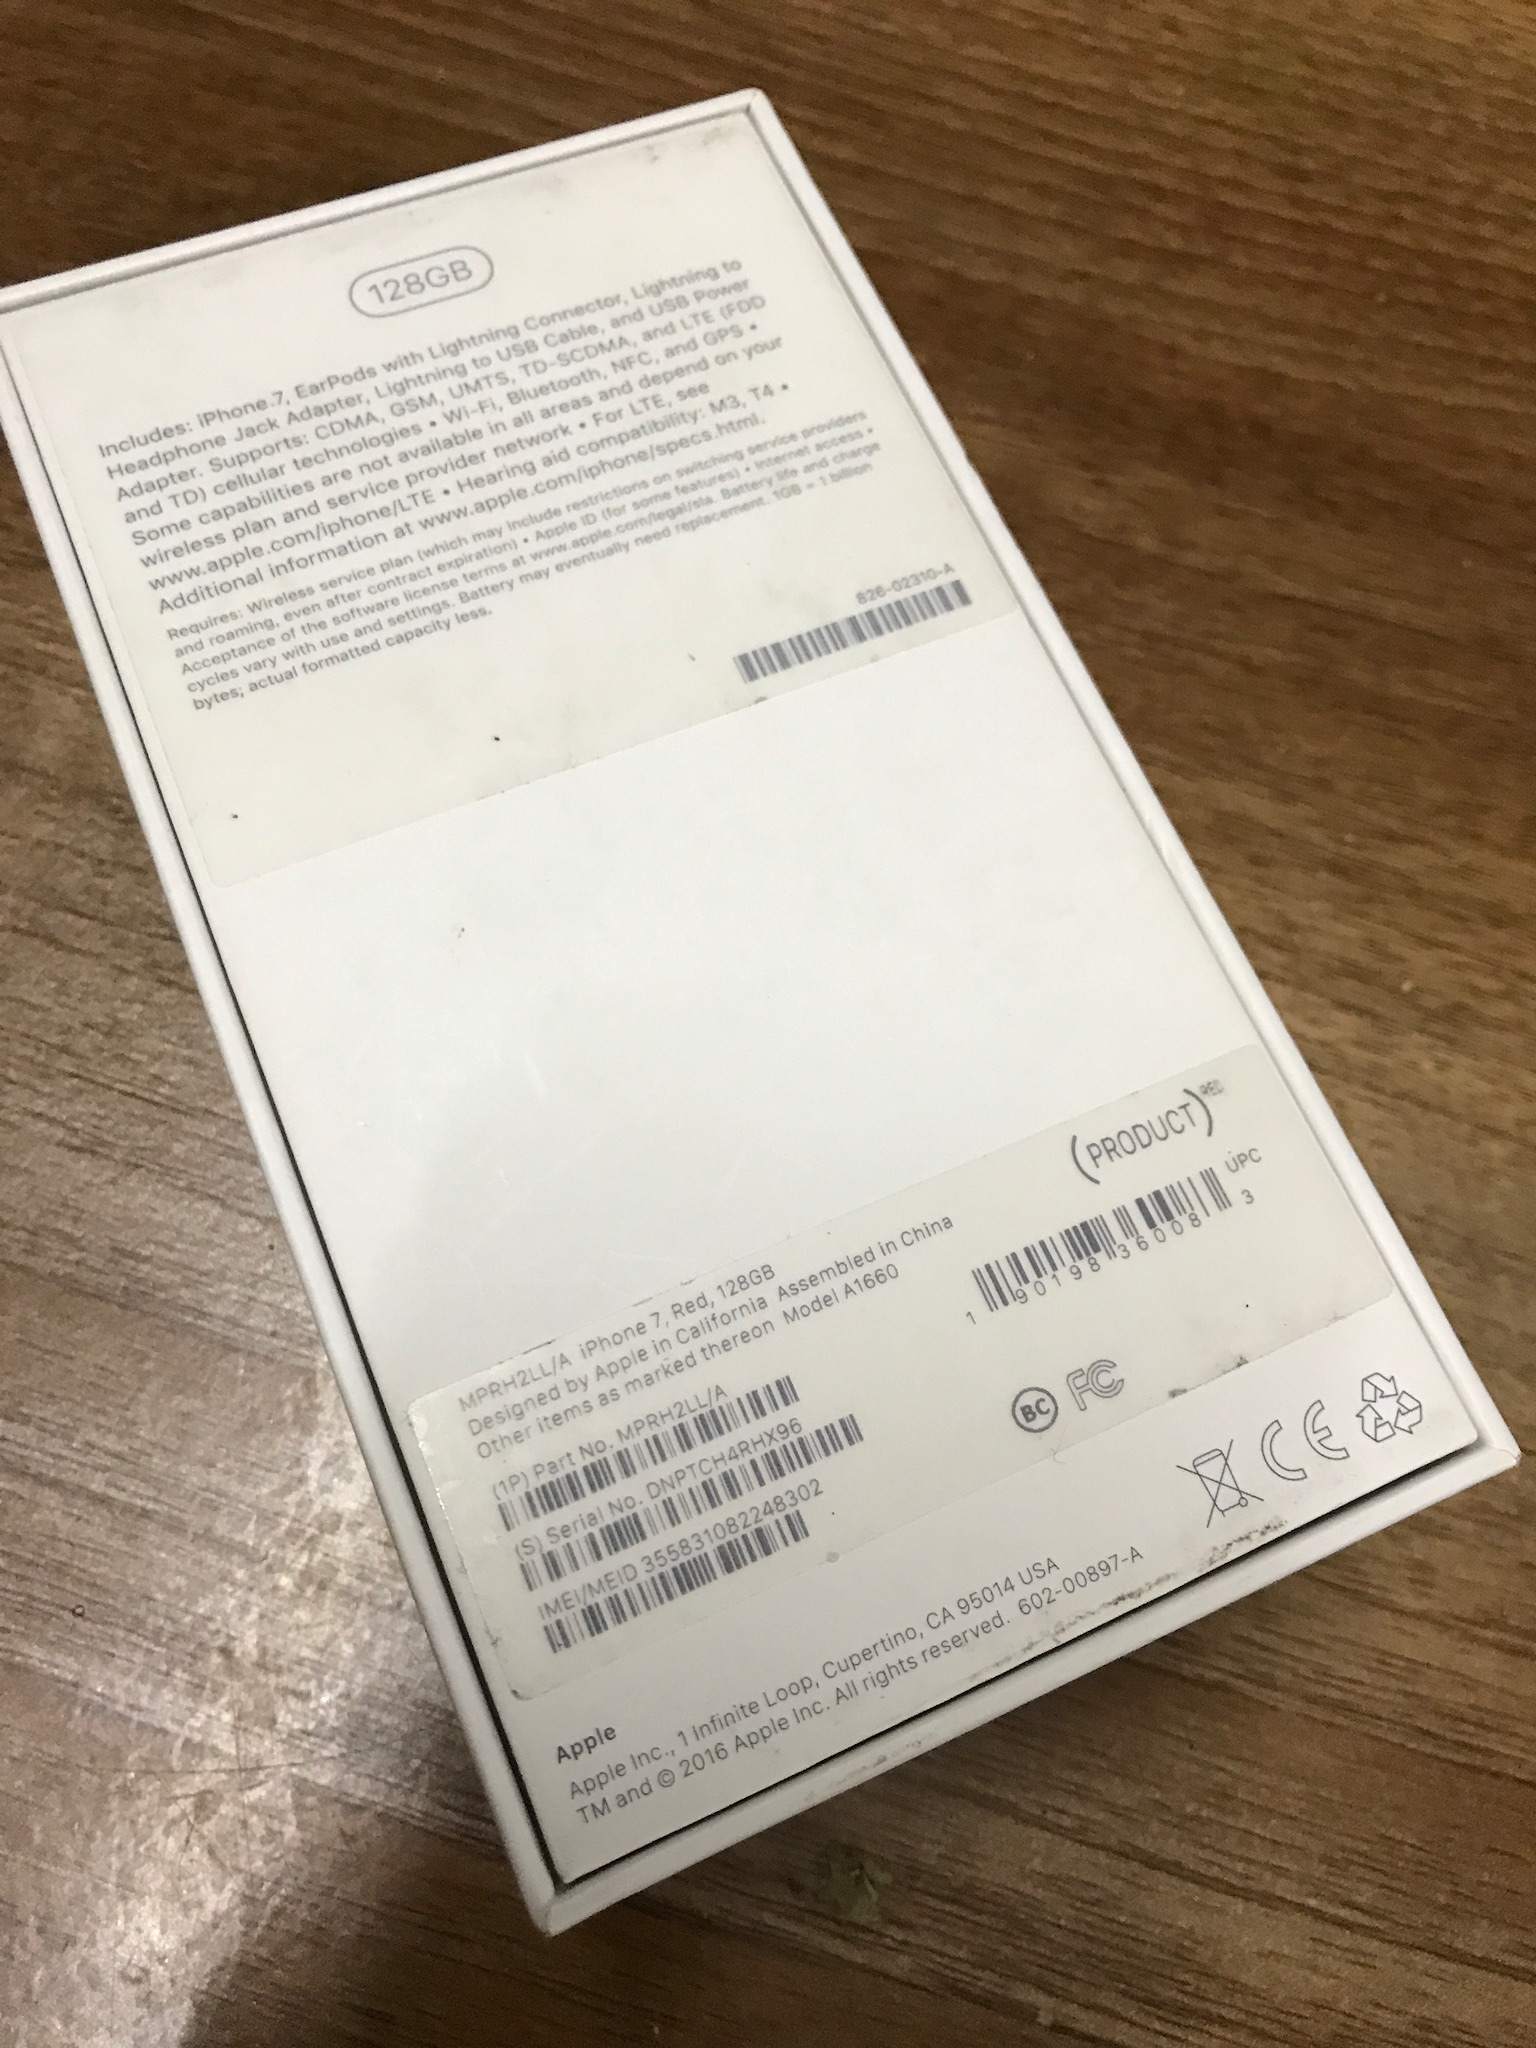 128GB
Includes: iPhone 7, EarPods with Lightning Connector, Lightning to
Headphone Jack Adapter, Lightning to USB Cable, and USB Power
Adapter. Supports: CDMA, GSM, UMTS, TD-SCDMA, and LTE (FDD
and TD) cellular technologies • Wi-Fi, Bluetooth, NFC, and GPS •
Some capabilities are not available in all areas and depend on your
wireless plan and service provider network • For LTE, see
www.apple.com/iphone/LTE • Hearing aid compatibility: M3, T4 •
Additional information at www.apple.com/iphone/specs.html.
Requires: Wireless service plan (which may include restrictions on switching service providers
and roaming, even after contract expiration) • Apple ID (for some features) • Internet access •
Acceptance of the software license terms at www.apple.com/legal/sla. Battery life and charge
cycles vary with use and settings. Battery may eventually need replacement. 1GB = 1 billion
bytes; actual formatted capacity less.
826-02310-A
(PRODUCT)RED
MPRH2LL/A iPhone 7, Red, 128GB
Designed by Apple in California Assembled in China
Other items as marked thereon Model A1660
UPC
1 90198 36008 3
(1P) Part No. MPRH2LL/A
(S) Serial No. DNPTCH4RHX96
IMEI/MEID 355831082248302
BC FC
CE
Apple
Apple Inc., 1 Infinite Loop, Cupertino, CA 95014 USA
TM and © 2016 Apple Inc. All rights reserved. 602-00897-A